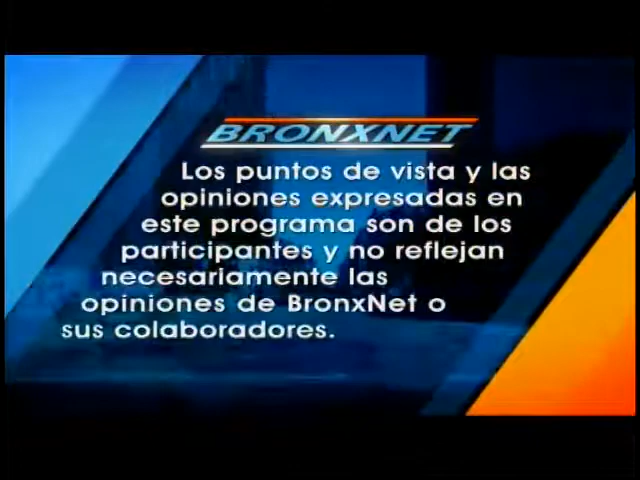 BRONXNET
Los puntos de vista y las
opiniones expresadas en
este programa son de los
participantes y no reflejan
necesariamente las
opiniones de BronxNet o
sus colaboradores.